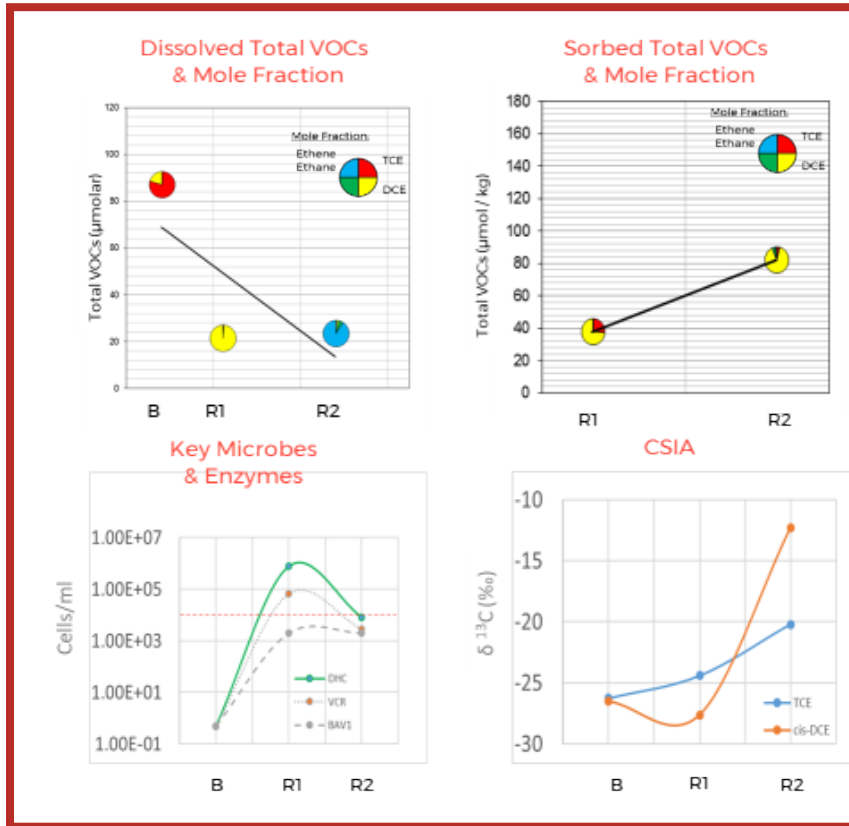 Dissolved Total VOCs
& Mole Fraction
120
100
80
60
40
20
0
Total VOCs (µmolar)
Mole Fraction:
Ethene
Ethane
TCE
DCE
B
R1
R2
Sorbed Total VOCs
& Mole Fraction
180
160
140
120
100
80
60
40
20
0
Total VOCs (µmol / kg)
Mole Fraction:
Ethene
Ethane
TCE
DCE
R1
R2
Key Microbes
& Enzymes
1.00E+07
1.00E+05
1.00E+03
1.00E+01
1.00E-01
Cells/ml
DHC
VCR
BAV1
B
R1
R2
CSIA
-10
-15
-20
-25
-30
δ ¹³C (‰)
TCE
cis-DCE
B
R1
R2